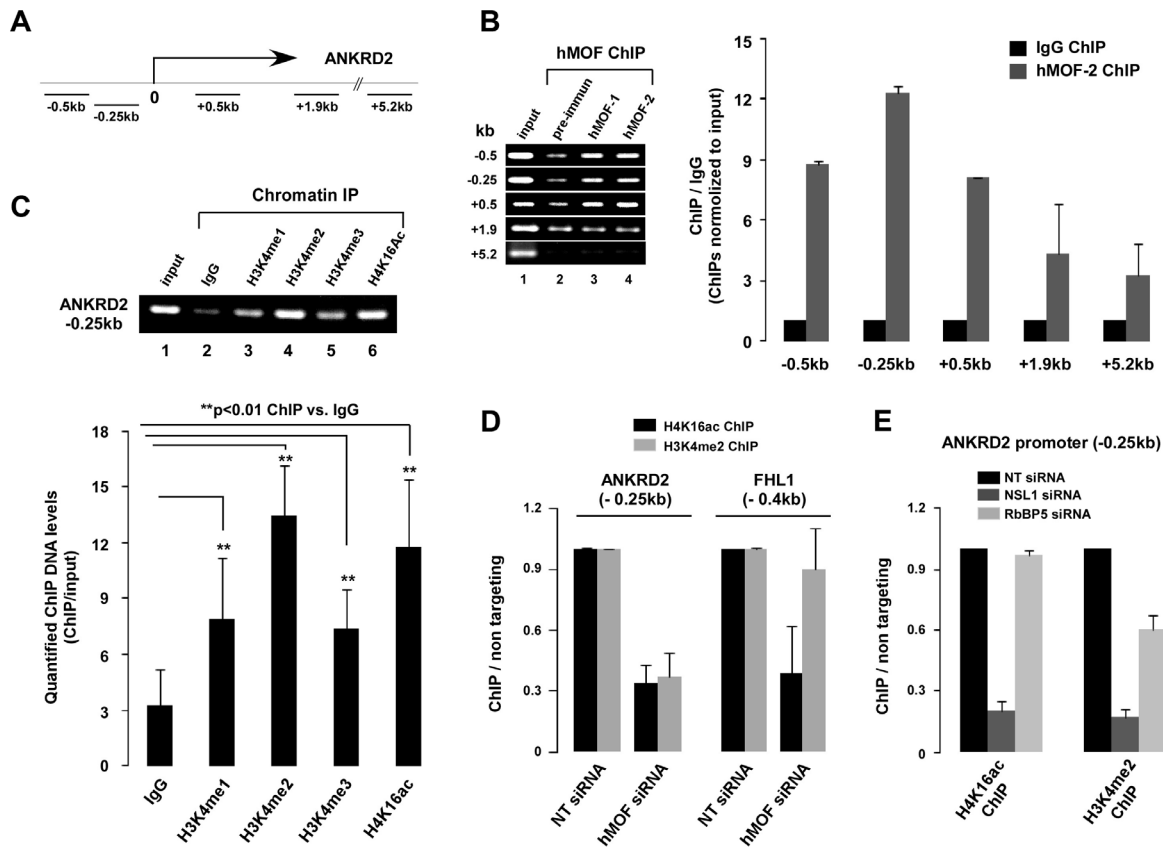 A
ANKRD2
0
-0.5kb
-0.25kb
+0.5kb
+1.9kb
+5.2kb
B
hMOF ChIP
kb
input
pre-immun
hMOF-1
hMOF-2
-0.5
-0.25
+0.5
+1.9
+5.2
1 2 3 4
IgG ChIP
hMOF-2 ChIP
ChIP / IgG
(ChIPs normolized to input)
15
12
9
6
3
0
-0.5kb -0.25kb +0.5kb +1.9kb +5.2kb
C
Chromatin IP
input
IgG
H3K4me1
H3K4me2
H3K4me3
H4K16Ac
ANKRD2
-0.25kb
1 2 3 4 5 6
**p<0.01 ChIP vs. IgG
Quantified ChIP DNA levels
(ChIP/input)
18
15
12
9
6
3
0
**
**
**
**
IgG
H3K4me1
H3K4me2
H3K4me3
H4K16ac
D
H4K16ac ChIP
H3K4me2 ChIP
ANKRD2
(- 0.25kb)
FHL1
(- 0.4kb)
ChIP / non targeting
1.2
0.9
0.6
0.3
0
NT siRNA
hMOF siRNA
NT siRNA
hMOF siRNA
E
ANKRD2 promoter (-0.25kb)
NT siRNA
NSL1 siRNA
RbBP5 siRNA
ChIP / non targeting
1.2
0.9
0.6
0.3
0
H4K16ac
ChIP
H3K4me2
ChIP